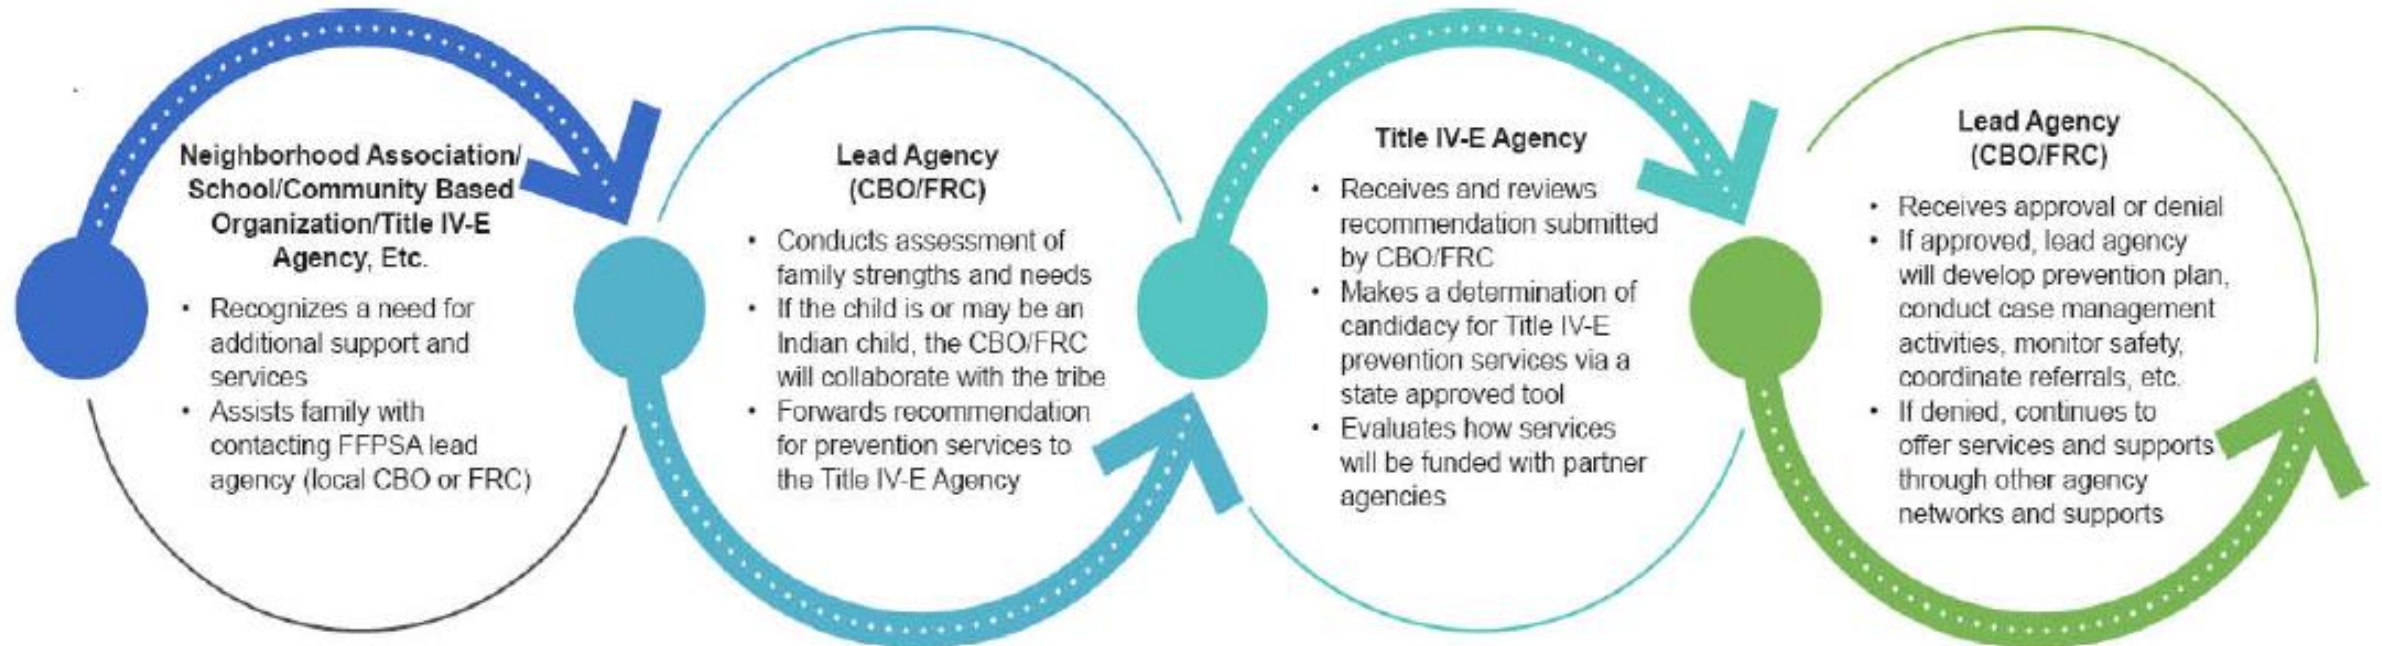 Neighborhood Association/
School/Community Based
Organization/Title IV-E
Agency, Etc.
• Recognizes a need for
additional support and
services
• Assists family with
contacting FFPSA lead
agency (local CBO or FRC)
Lead Agency
(CBO/FRC)
• Conducts assessment of
family strengths and needs
• If the child is or may be an
Indian child, the CBO/FRC
will collaborate with the tribe
• Forwards recommendation
for prevention services to
the Title IV-E Agency
Title IV-E Agency
• Receives and reviews
recommendation submitted
by CBO/FRC
• Makes a determination of
candidacy for Title IV-E
prevention services via a
state approved tool
• Evaluates how services
will be funded with partner
agencies
Lead Agency
(CBO/FRC)
• Receives approval or denial
• If approved, lead agency
will develop prevention plan,
conduct case management
activities, monitor safety,
coordinate referrals, etc.
• If denied, continues to
offer services and supports
through other agency
networks and supports